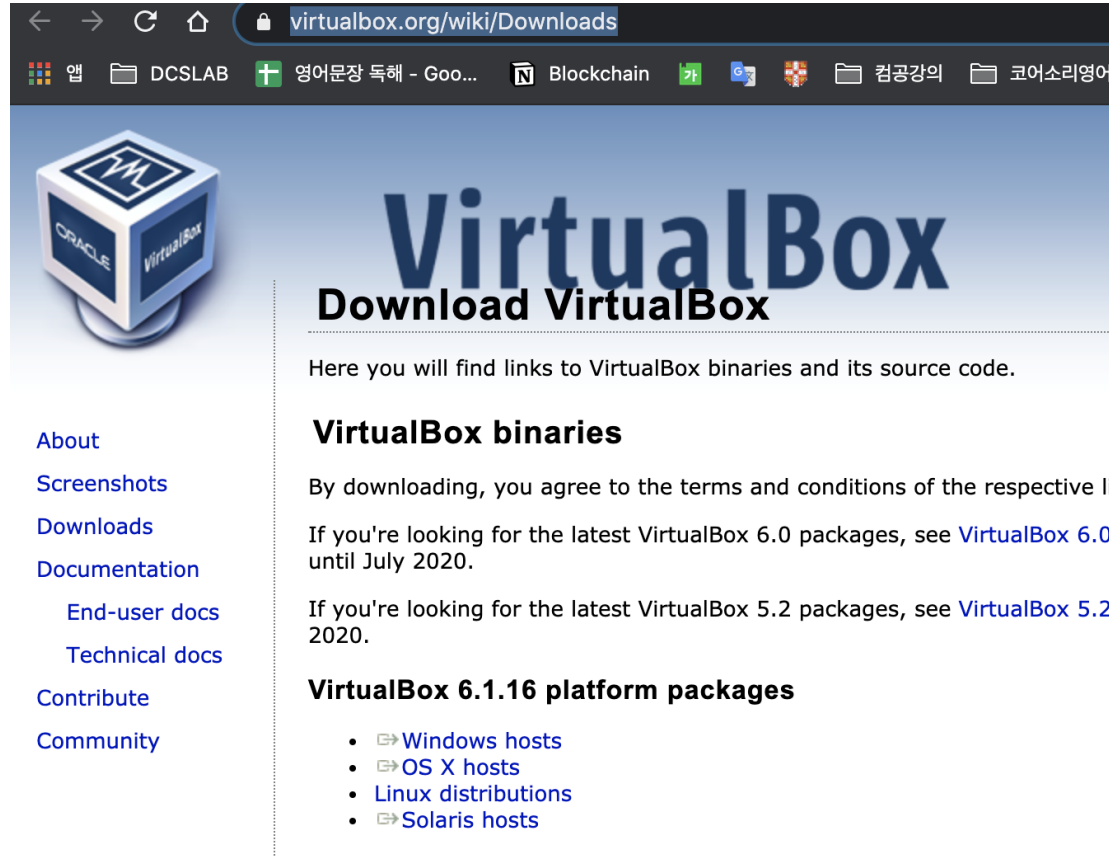 virtualbox.org/wiki/Downloads
앱 DCSLAB 영어문장 독해 - Goo... Blockchain 가 컴공강의 코어소리영어
ORACLE VirtualBox
VirtualBox
Download VirtualBox
Here you will find links to VirtualBox binaries and its source code.
About
Screenshots
Downloads
Documentation
End-user docs
Technical docs
Contribute
Community
VirtualBox binaries
By downloading, you agree to the terms and conditions of the respective l
If you're looking for the latest VirtualBox 6.0 packages, see VirtualBox 6.0
until July 2020.
If you're looking for the latest VirtualBox 5.2 packages, see VirtualBox 5.2
2020.
VirtualBox 6.1.16 platform packages
Windows hosts
OS X hosts
Linux distributions
Solaris hosts